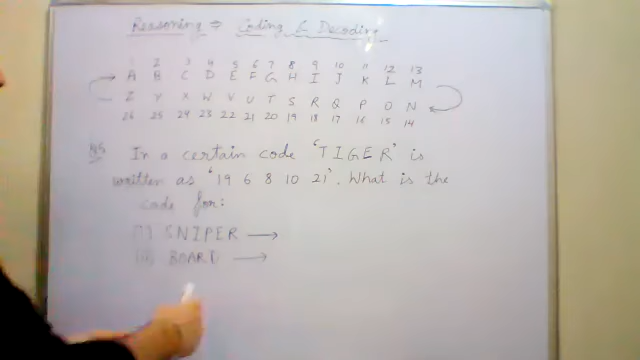 Reasoning ⇒ Coding & Decoding
1 2 3 4 5 6 7 8 9 10 11 12 13
A B C D E F G H I J K L M
Z Y X W V U T S R Q P O N
26 25 24 23 22 21 20 19 18 17 16 15 14
Q5 In a certain code 'TIGER' is
written as '19 6 8 10 21'. What is the
code for:
(i) SNIPER →
(ii) BOARD →